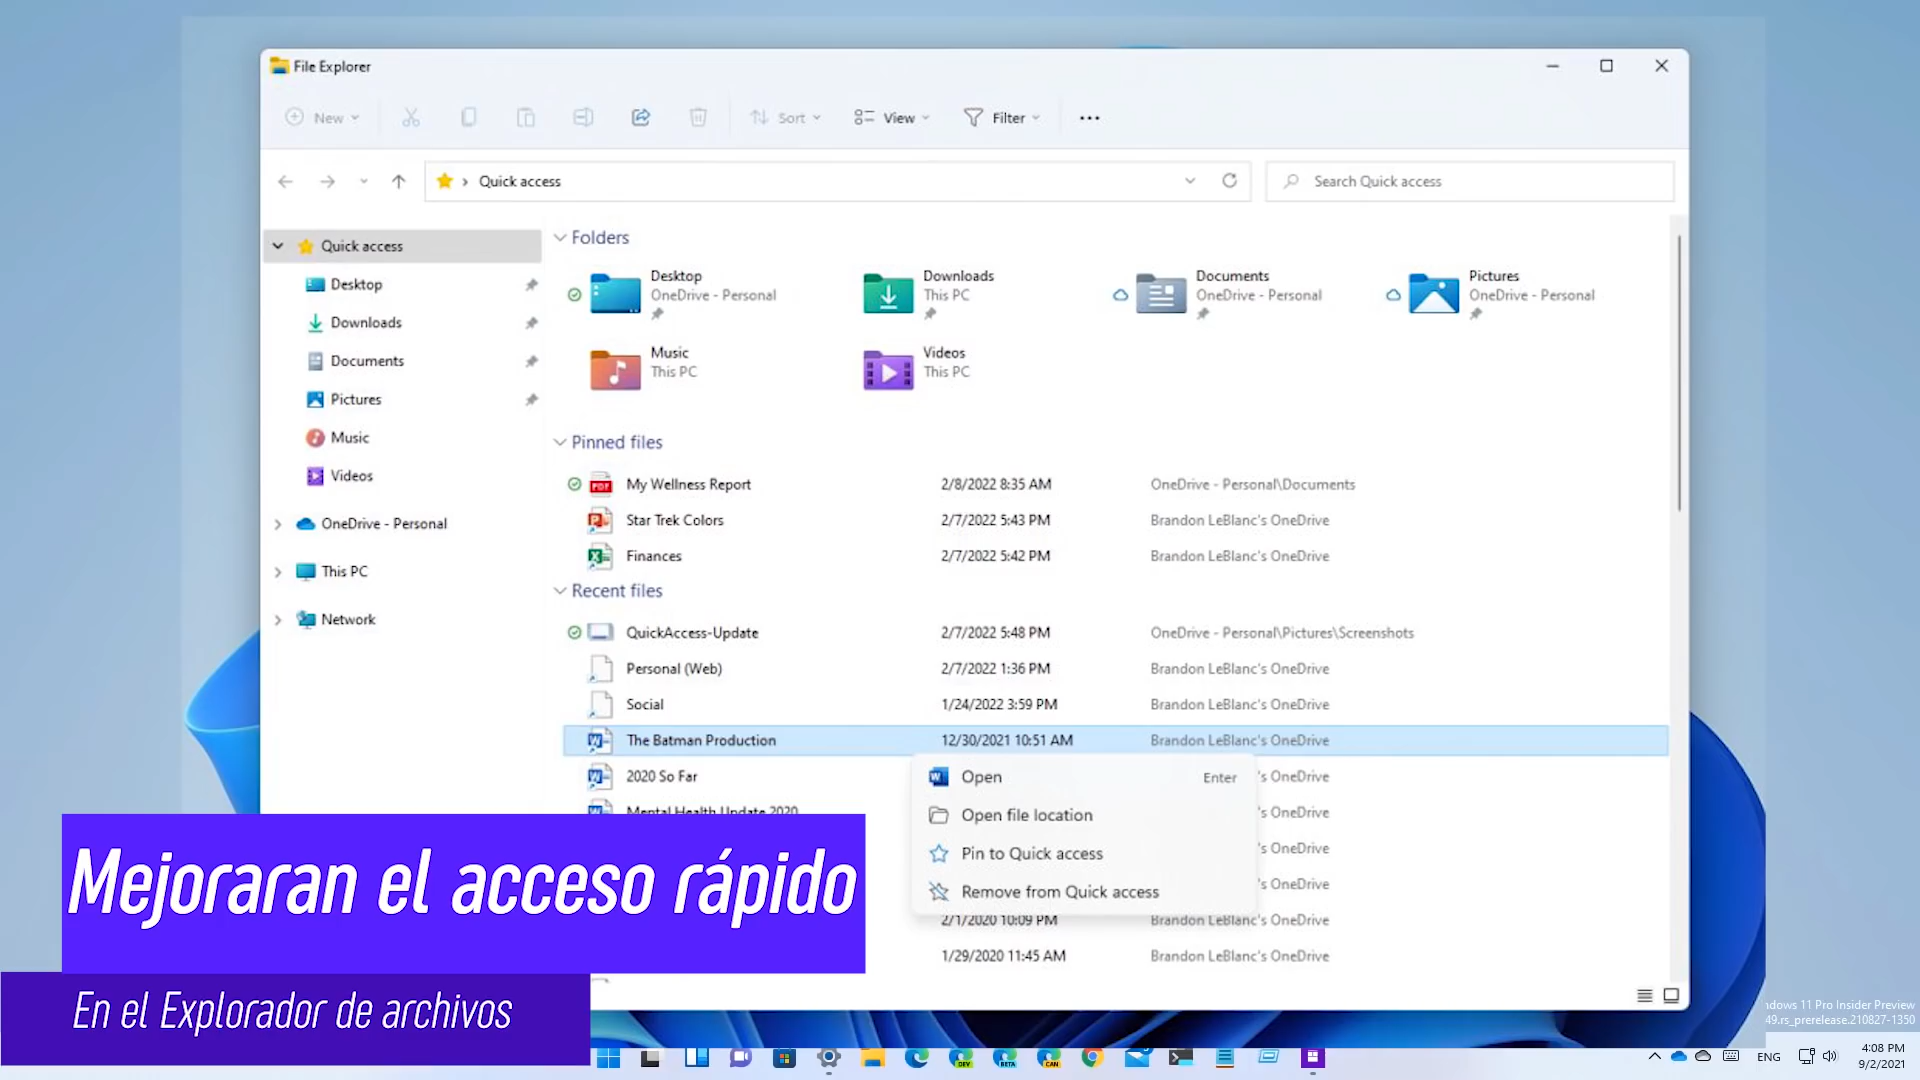 File Explorer
New
Sort
View
Filter
Quick access
Search Quick access
Quick access
Desktop
Downloads
Documents
Pictures
Music
Videos
OneDrive - Personal
This PC
Network
Folders
Desktop
OneDrive - Personal
Downloads
This PC
Documents
OneDrive - Personal
Pictures
OneDrive - Personal
Music
This PC
Videos
This PC
Pinned files
My Wellness Report 2/8/2022 8:35 AM OneDrive - Personal\Documents
Star Trek Colors 2/7/2022 5:43 PM Brandon LeBlanc's OneDrive
Finances 2/7/2022 5:42 PM Brandon LeBlanc's OneDrive
Recent files
QuickAccess-Update 2/7/2022 5:48 PM OneDrive - Personal\Pictures\Screenshots
Personal (Web) 2/7/2022 1:36 PM Brandon LeBlanc's OneDrive
Social 1/24/2022 3:59 PM Brandon LeBlanc's OneDrive
The Batman Production 12/30/2021 10:51 AM Brandon LeBlanc's OneDrive
2020 So Far 's OneDrive
Mental Health Update 2020 's OneDrive
's OneDrive
's OneDrive
2/1/2020 10:09 PM Brandon LeBlanc's OneDrive
1/29/2020 11:45 AM Brandon LeBlanc's OneDrive
Open Enter
Open file location
Pin to Quick access
Remove from Quick access
Mejoraran el acceso rápido
En el Explorador de archivos
ndows 11 Pro Insider Preview
49.rs_prerelease.210827-1350
DEV
BETA
CAN
ENG
4:08 PM
9/2/2021